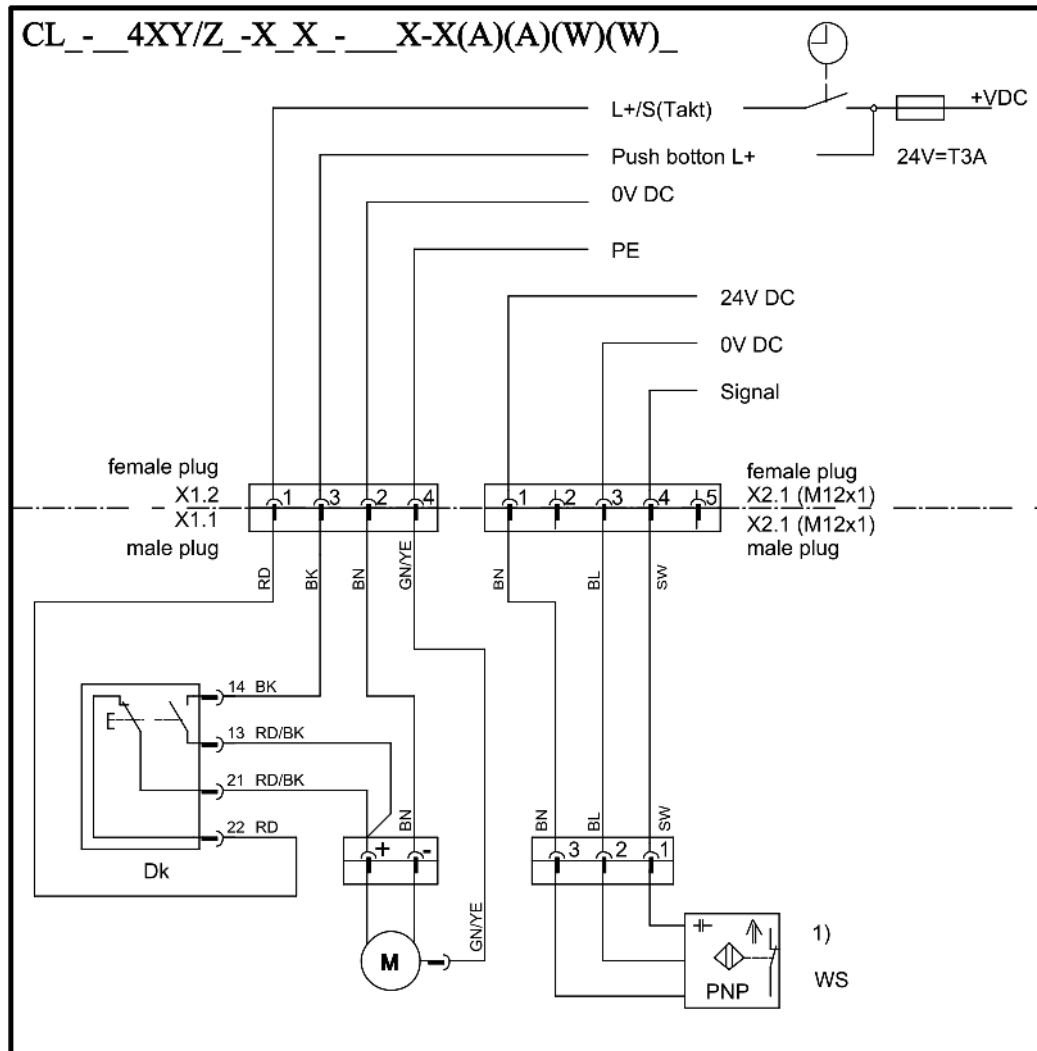 CL_-__4XY/Z_-X_X_-___X-X(A)(A)(W)(W)_
L+/S(Takt)
+VDC
Push botton L+
24V=T3A
0V DC
PE
24V DC
0V DC
Signal
female plug
X1.2
X1.1
male plug
1 3 2 4
1 2 3 4 5
female plug
X2.1 (M12x1)
X2.1 (M12x1)
male plug
RD
BK
BN
GN/YE
BN
BL
SW
14 BK
13 RD/BK
21 RD/BK
22 RD
Dk
BN
+ -
GN/YE
M
BN
BL
SW
3 2 1
PNP
1)
WS